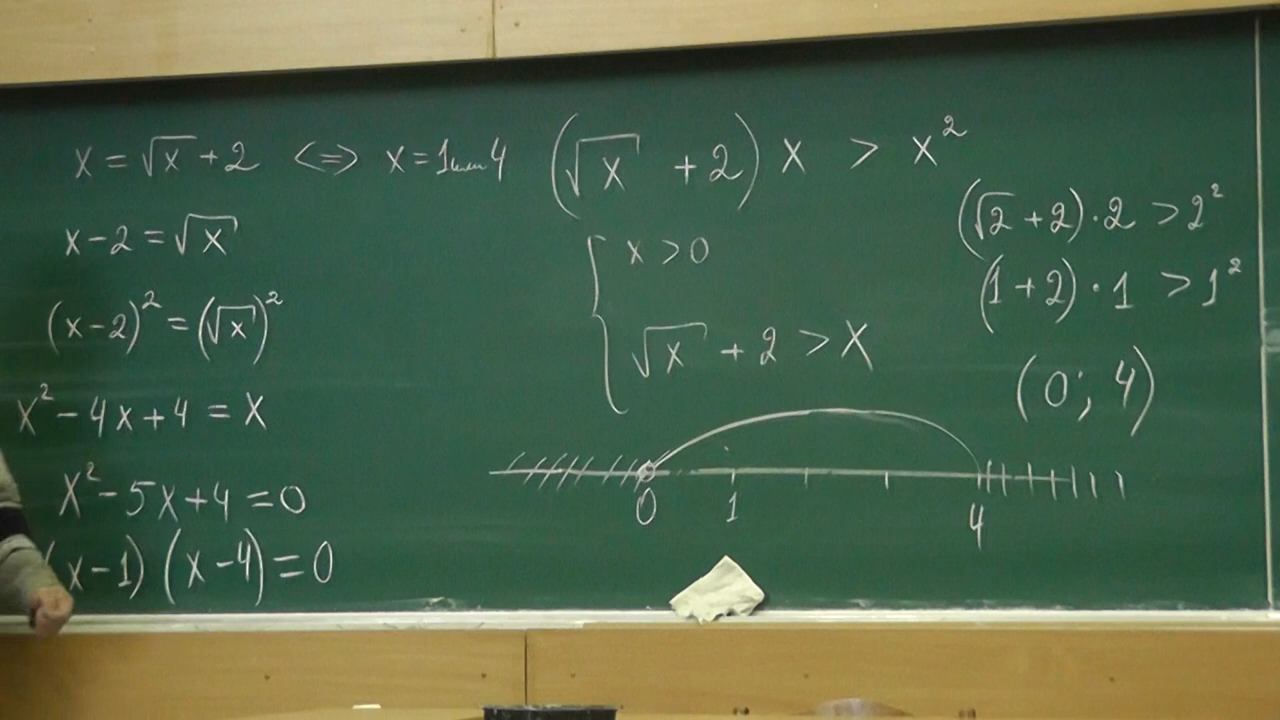 x = √x + 2 <=> x = 1 или 4
x - 2 = √x
(x - 2)² = (√x)²
x² - 4x + 4 = x
x² - 5x + 4 = 0
(x - 1)(x - 4) = 0
(√x + 2) x > x²
{ x > 0
√x + 2 > x
0 1 4
(√2 + 2) · 2 > 2²
(1 + 2) · 1 > 1²
(0; 4)